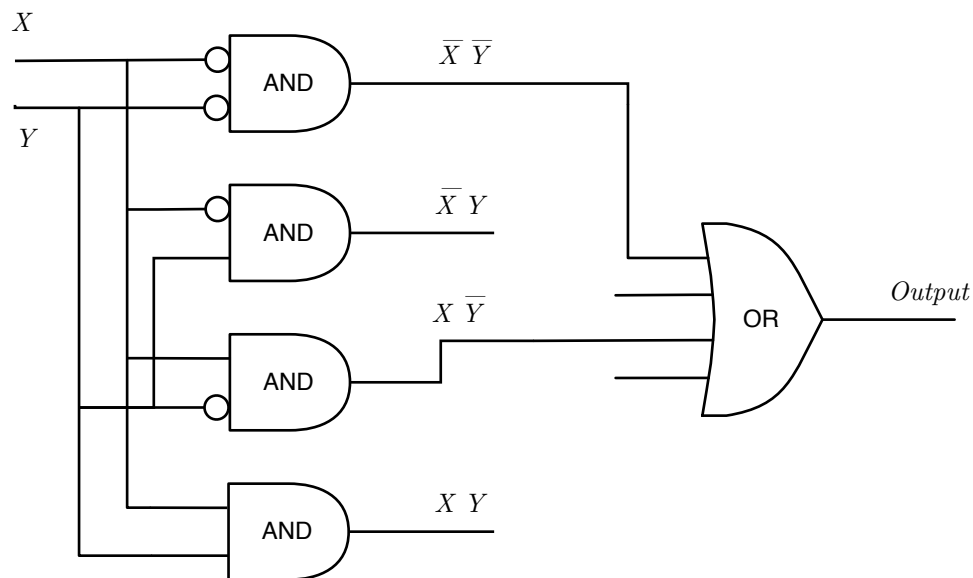 X
Y
AND
X̅ Y̅
AND
X̅ Y
AND
X Y̅
AND
X Y
OR
Output